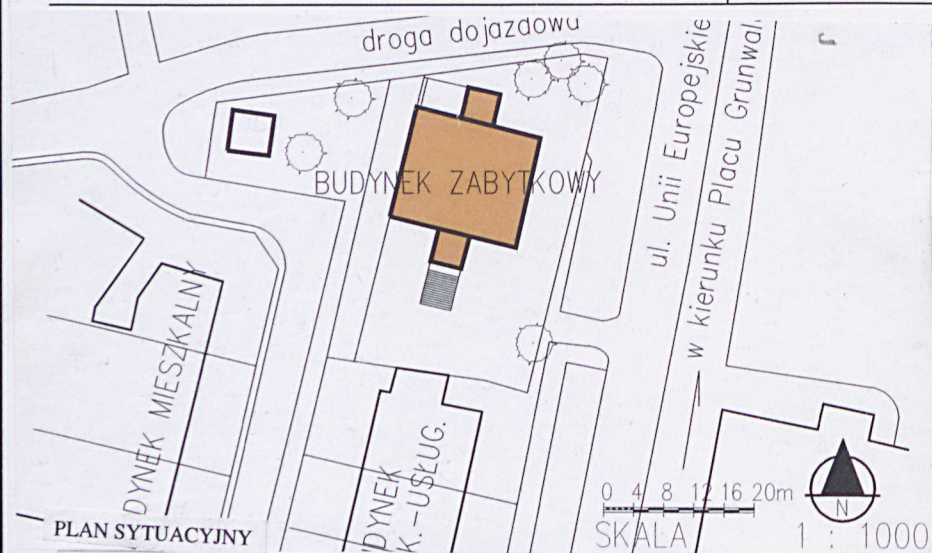 droga dojazdowa
BUDYNEK ZABYTKOWY
ul. Unii Europejskie
w kierunku Placu Grunwal
DYNEK MIESZKALNY
DYNEK
K.-USŁUG.
0 4 8 12 16 20m
SKALA 1 : 1000
N
PLAN SYTUACYJNY